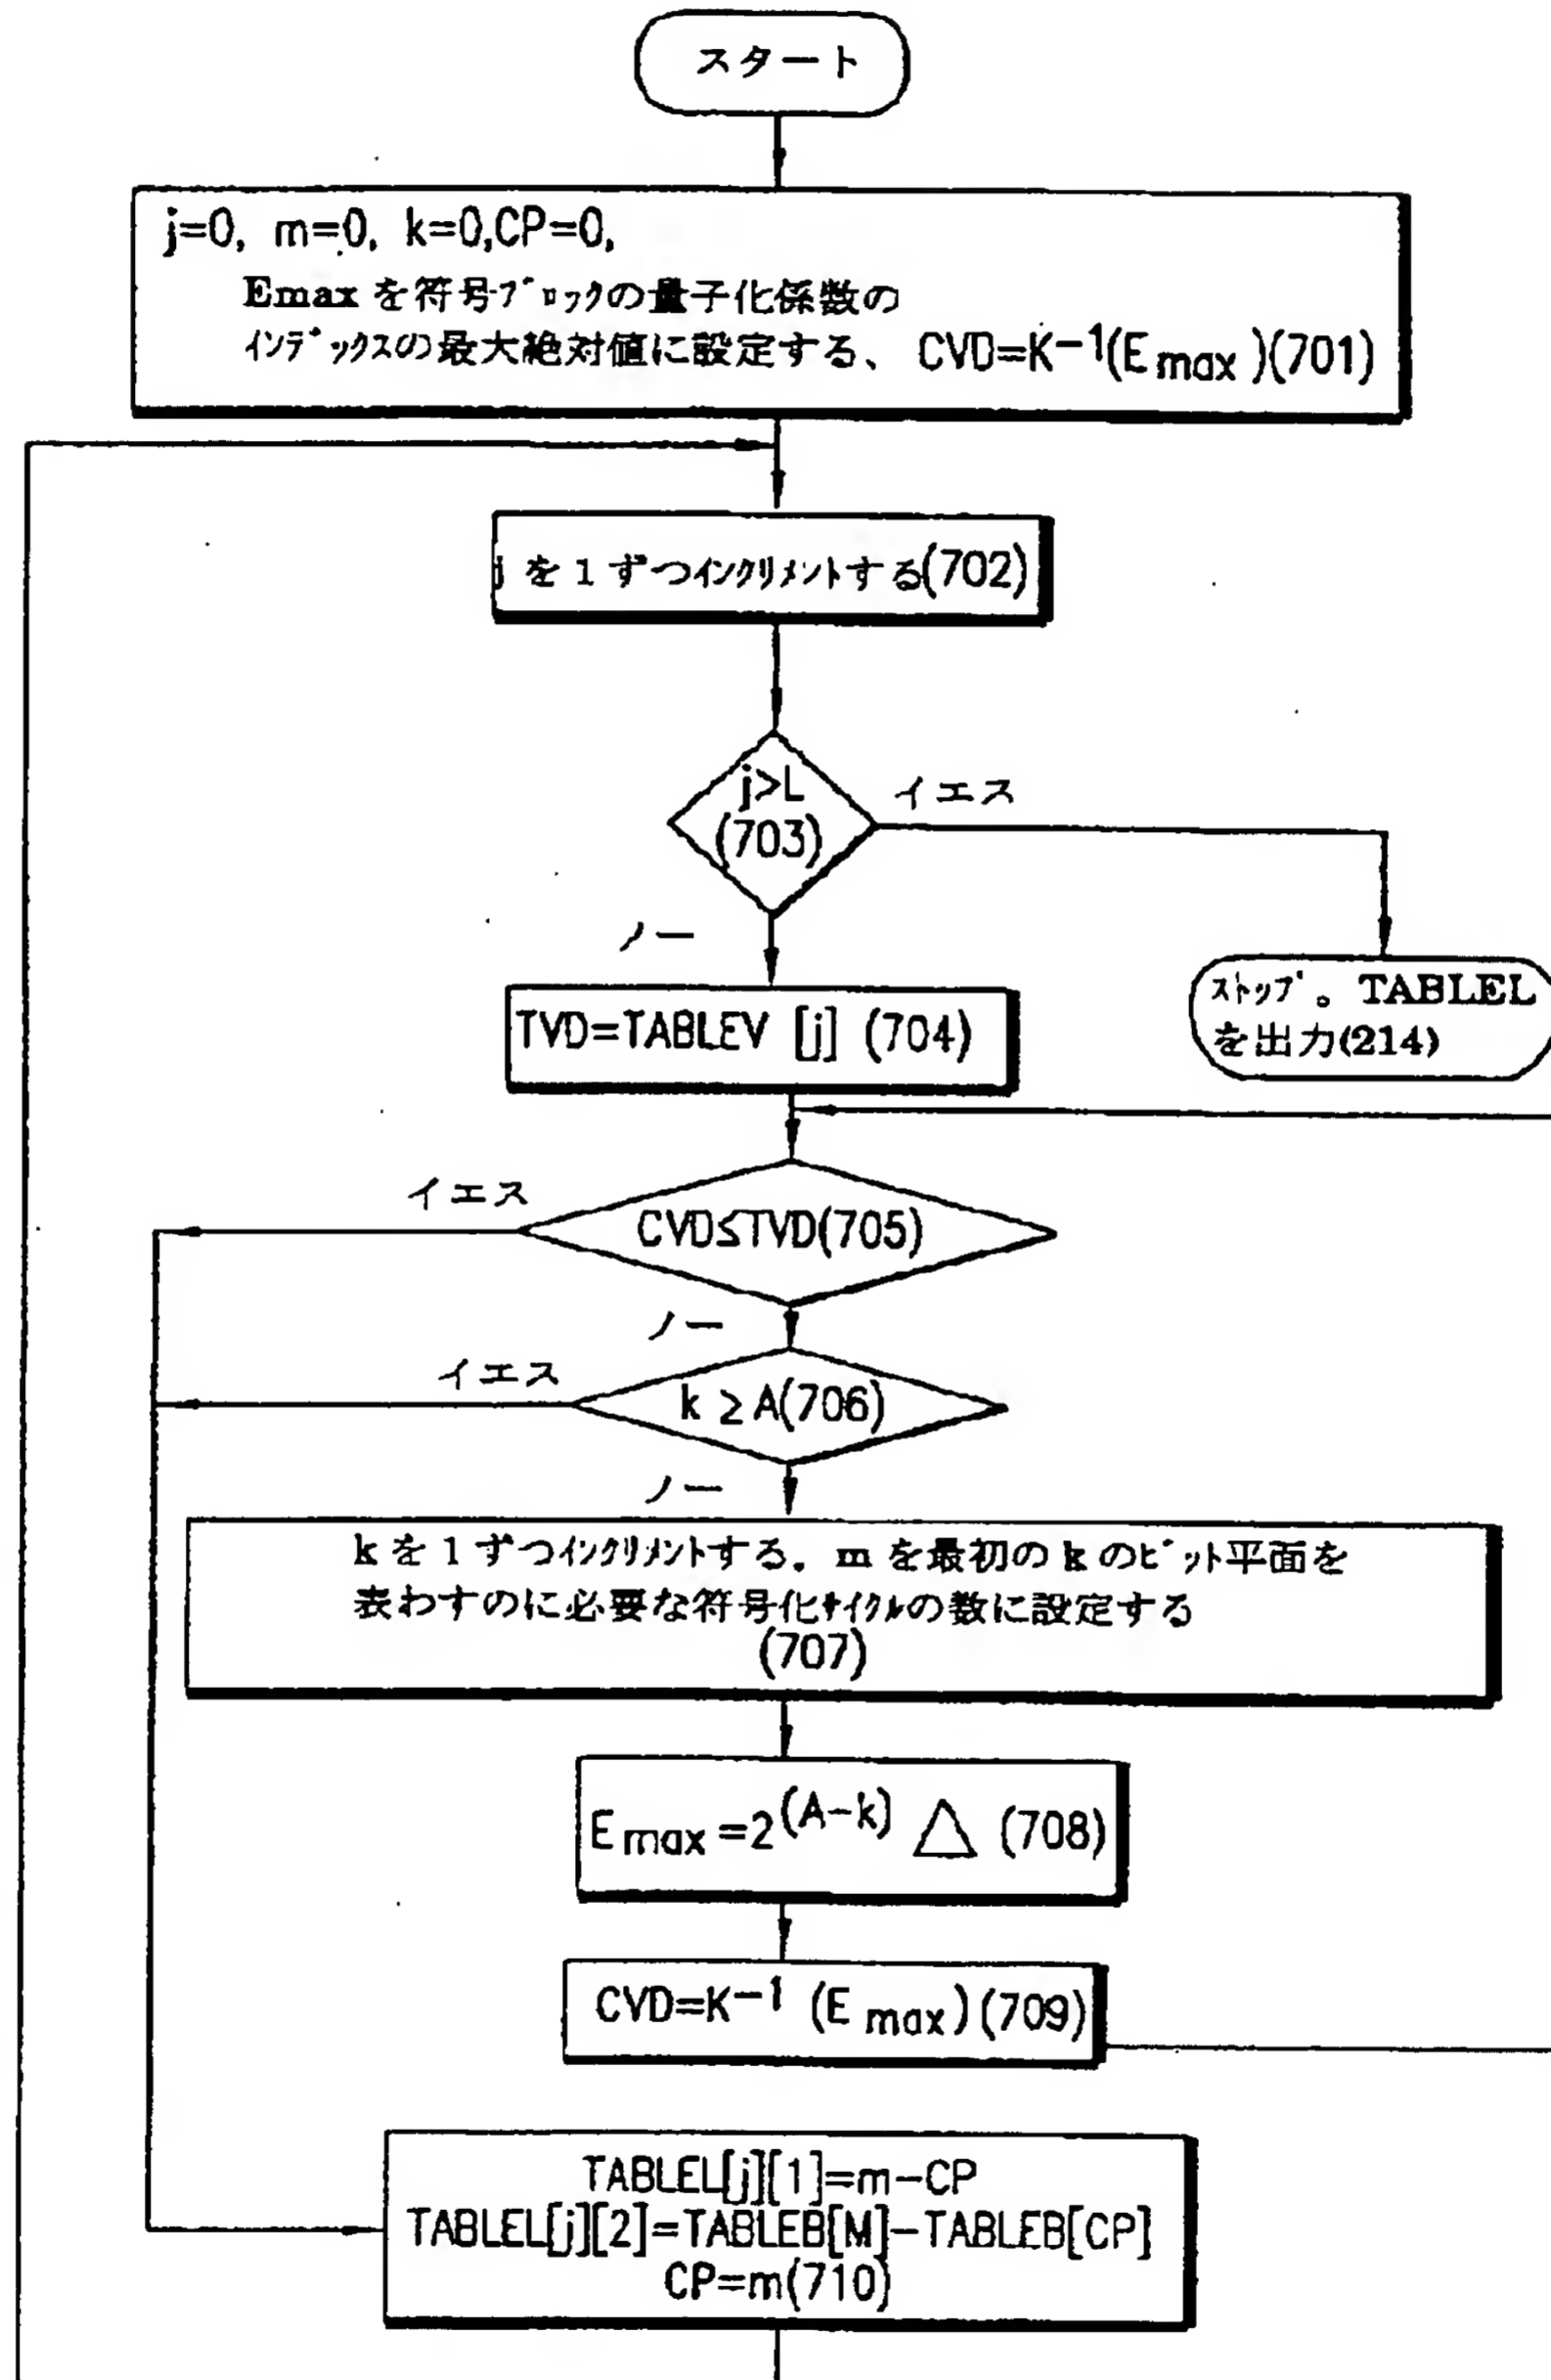 スタート
j=0, m=0, k=0,CP=0,
Emax を符号ブロックの量子化係数の
インデックスの最大絶対値に設定する、 CVD=K⁻¹(E max )(701)
j を 1 ずつインクリメントする(702)
j>L
(703)
イエス
ノー
TVD=TABLEV [j] (704)
ストップ。TABLEL
を出力(214)
イエス
CVD≤TVD(705)
ノー
イエス
k ≥ A(706)
ノー
k を 1 ずつインクリメントする. m を最初の k のビット平面を
表わすのに必要な符号化サイクルの数に設定する
(707)
E max =2(A-k) △ (708)
CVD=K⁻¹ (E max) (709)
TABLEL[j][1]=m-CP
TABLEL[j][2]=TABLEB[M]-TABLEB[CP]
CP=m(710)